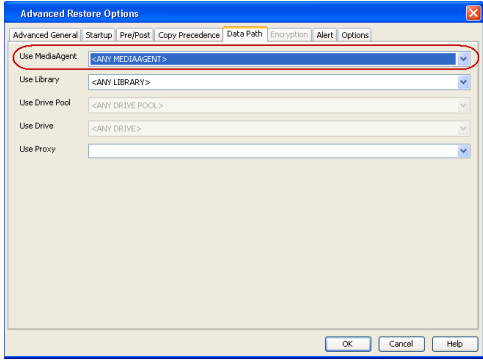 Advanced Restore Options
Advanced General Startup Pre/Post Copy Precedence Data Path Encryption Alert Options
Use MediaAgent <ANY MEDIAAGENT>
Use Library <ANY LIBRARY>
Use Drive Pool <ANY DRIVE POOL>
Use Drive <ANY DRIVE>
Use Proxy
OK Cancel Help